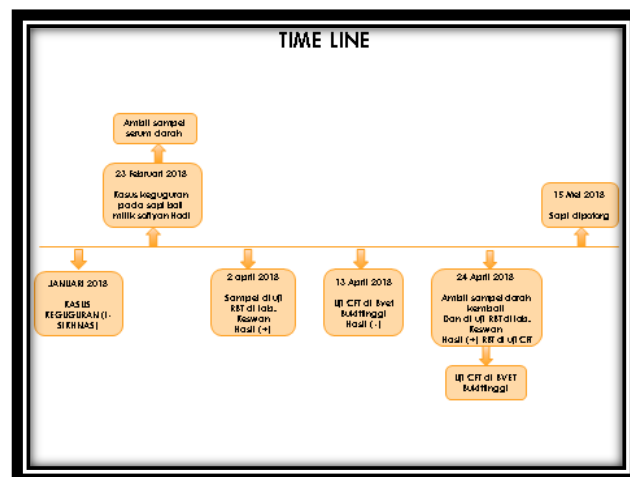 TIME LINE
Ambil sampel
serum darah
23 Februari 2018
Kasus keguguran
pada sapi bali
milik sofiyan Hadi
15 Mei 2018
Sapi dipotong
JANUARI 2018
KASUS
KEGUGURAN (I-
SIKHNAS)
2 april 2018
Sampel di uji
RBT di lab.
Keswan
Hasil (+)
13 April 2018
Uji CFT di Bvet
Bukittinggi
Hasil (-)
24 April 2018
Ambil sampel darah
kembali
Dan di uji RBT di lab.
Keswan
Hasil (+) RBT di uji CFT
Uji CFT di BVET
Bukittinggi